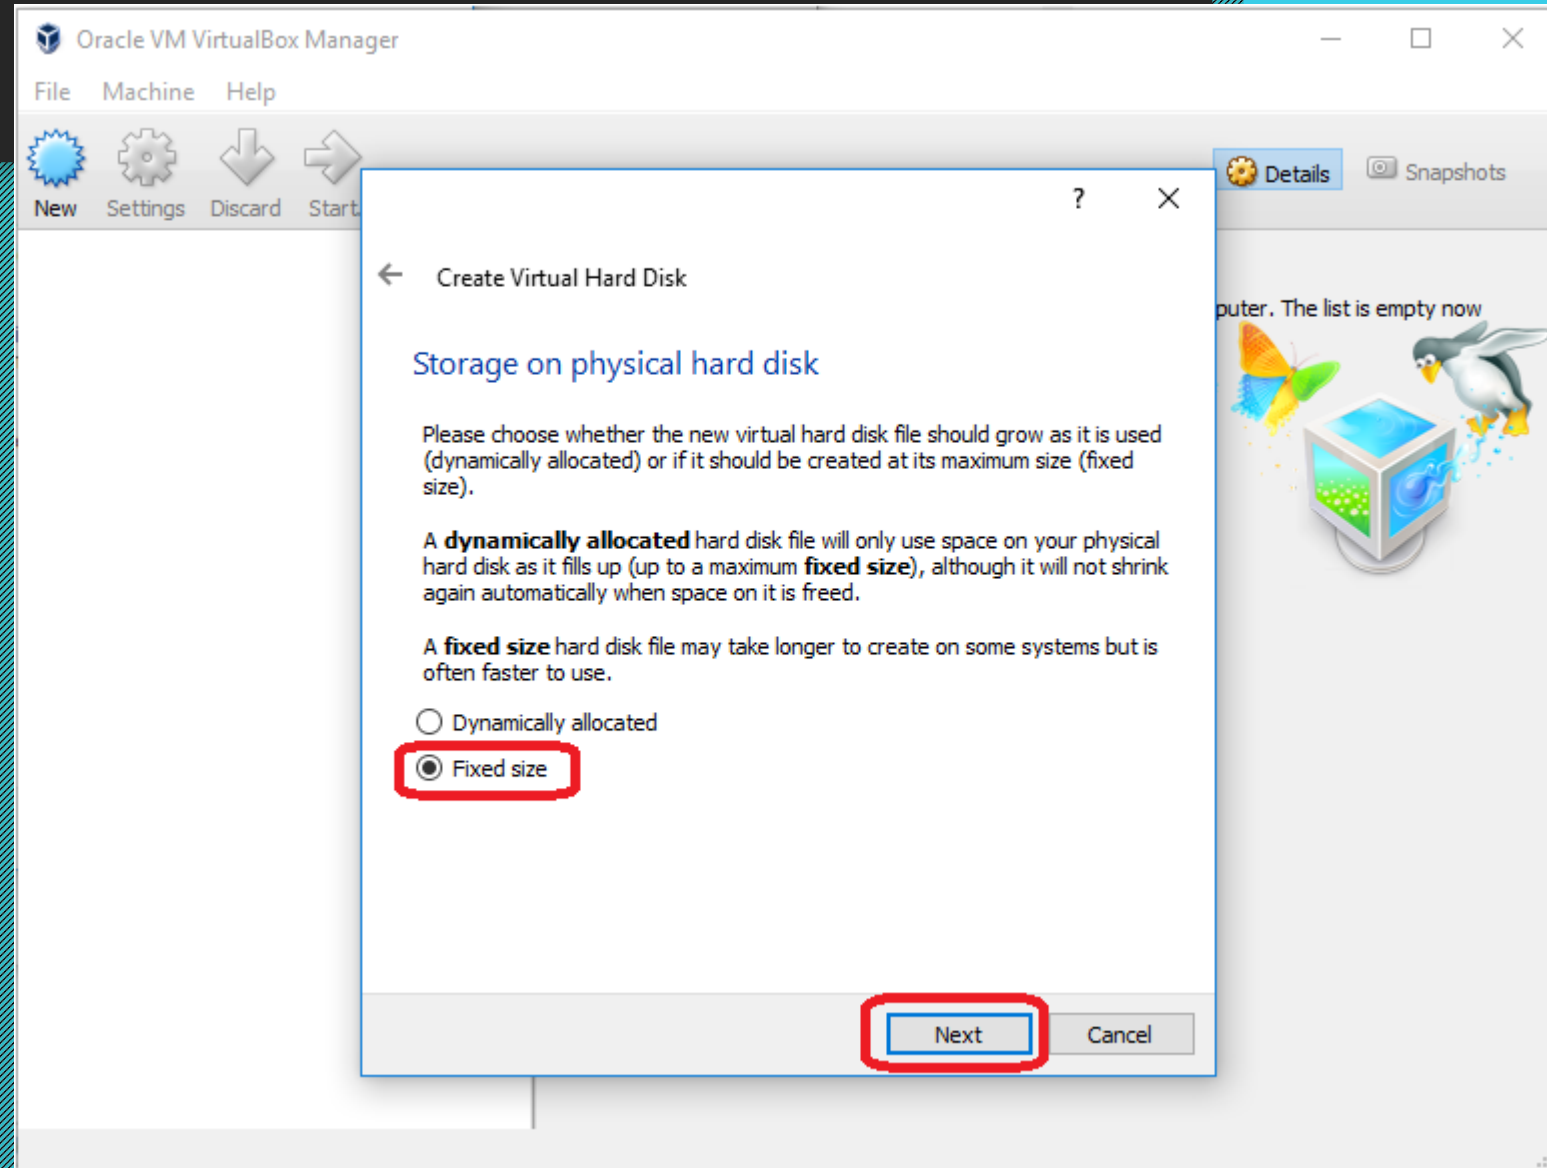 Oracle VM VirtualBox Manager
File Machine Help
New Settings Discard Start
Details Snapshots
?
Create Virtual Hard Disk
puter. The list is empty now
Storage on physical hard disk
Please choose whether the new virtual hard disk file should grow as it is used
(dynamically allocated) or if it should be created at its maximum size (fixed
size).
A dynamically allocated hard disk file will only use space on your physical
hard disk as it fills up (up to a maximum fixed size), although it will not shrink
again automatically when space on it is freed.
A fixed size hard disk file may take longer to create on some systems but is
often faster to use.
Dynamically allocated
Fixed size
Next Cancel